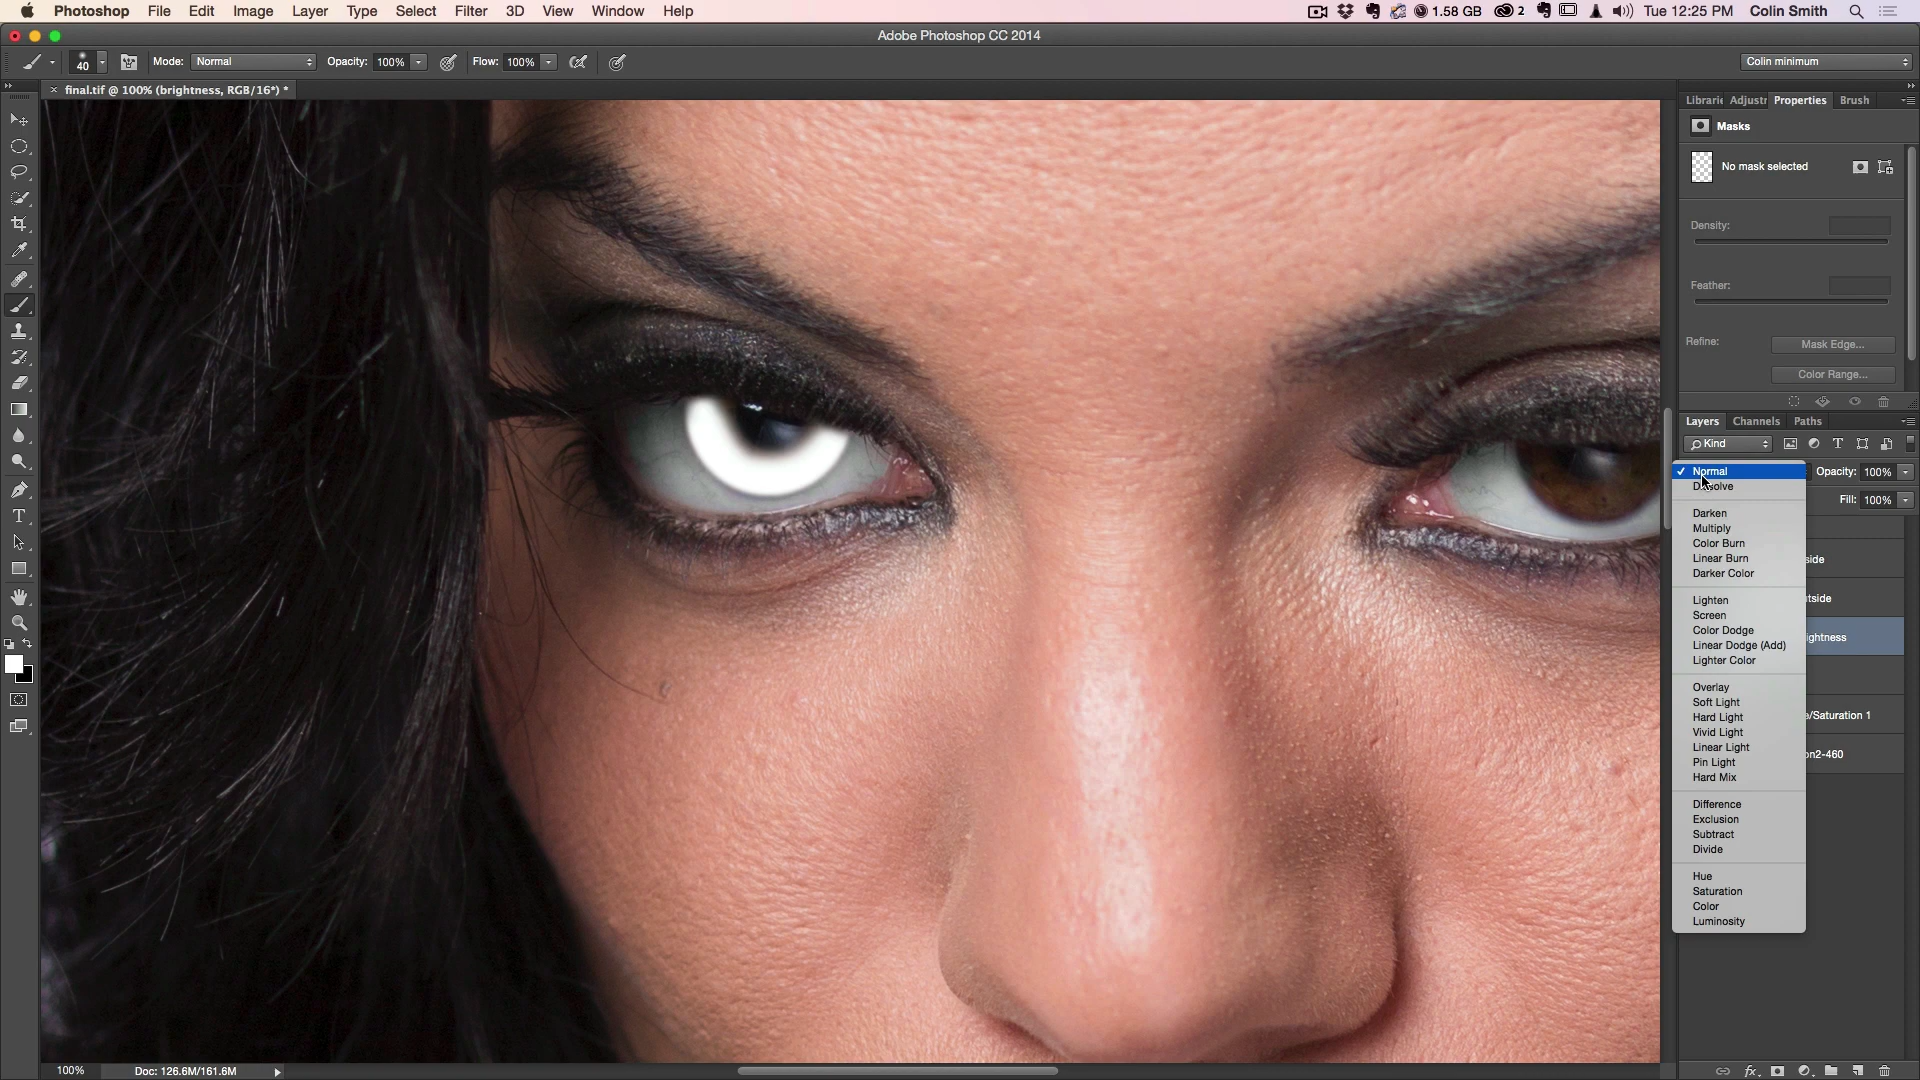 Photoshop File Edit Image Layer Type Select Filter 3D View Window Help 1.58 GB 2 Tue 12:25 PM Colin Smith
Adobe Photoshop CC 2014
40 Mode: Normal Opacity: 100% Flow: 100% Colin minimum
final.tif @ 100% (brightness, RGB/16*) *
Librarie Adjustr Properties Brush
Masks
No mask selected
Density:
Feather:
Refine: Mask Edge...
Color Range...
Layers Channels Paths
Kind
Normal Opacity: 100%
Dissolve
Fill: 100%
Darken
Multiply
Color Burn
Linear Burn
Darker Color
side
Lighten
tside
Screen
Color Dodge
ightness
Linear Dodge (Add)
Lighter Color
Overlay
Soft Light
Hard Light
e/Saturation 1
Vivid Light
Linear Light
on2-460
Pin Light
Hard Mix
Difference
Exclusion
Subtract
Divide
Hue
Saturation
Color
Luminosity
100% Doc: 126.6M/161.6M
fx